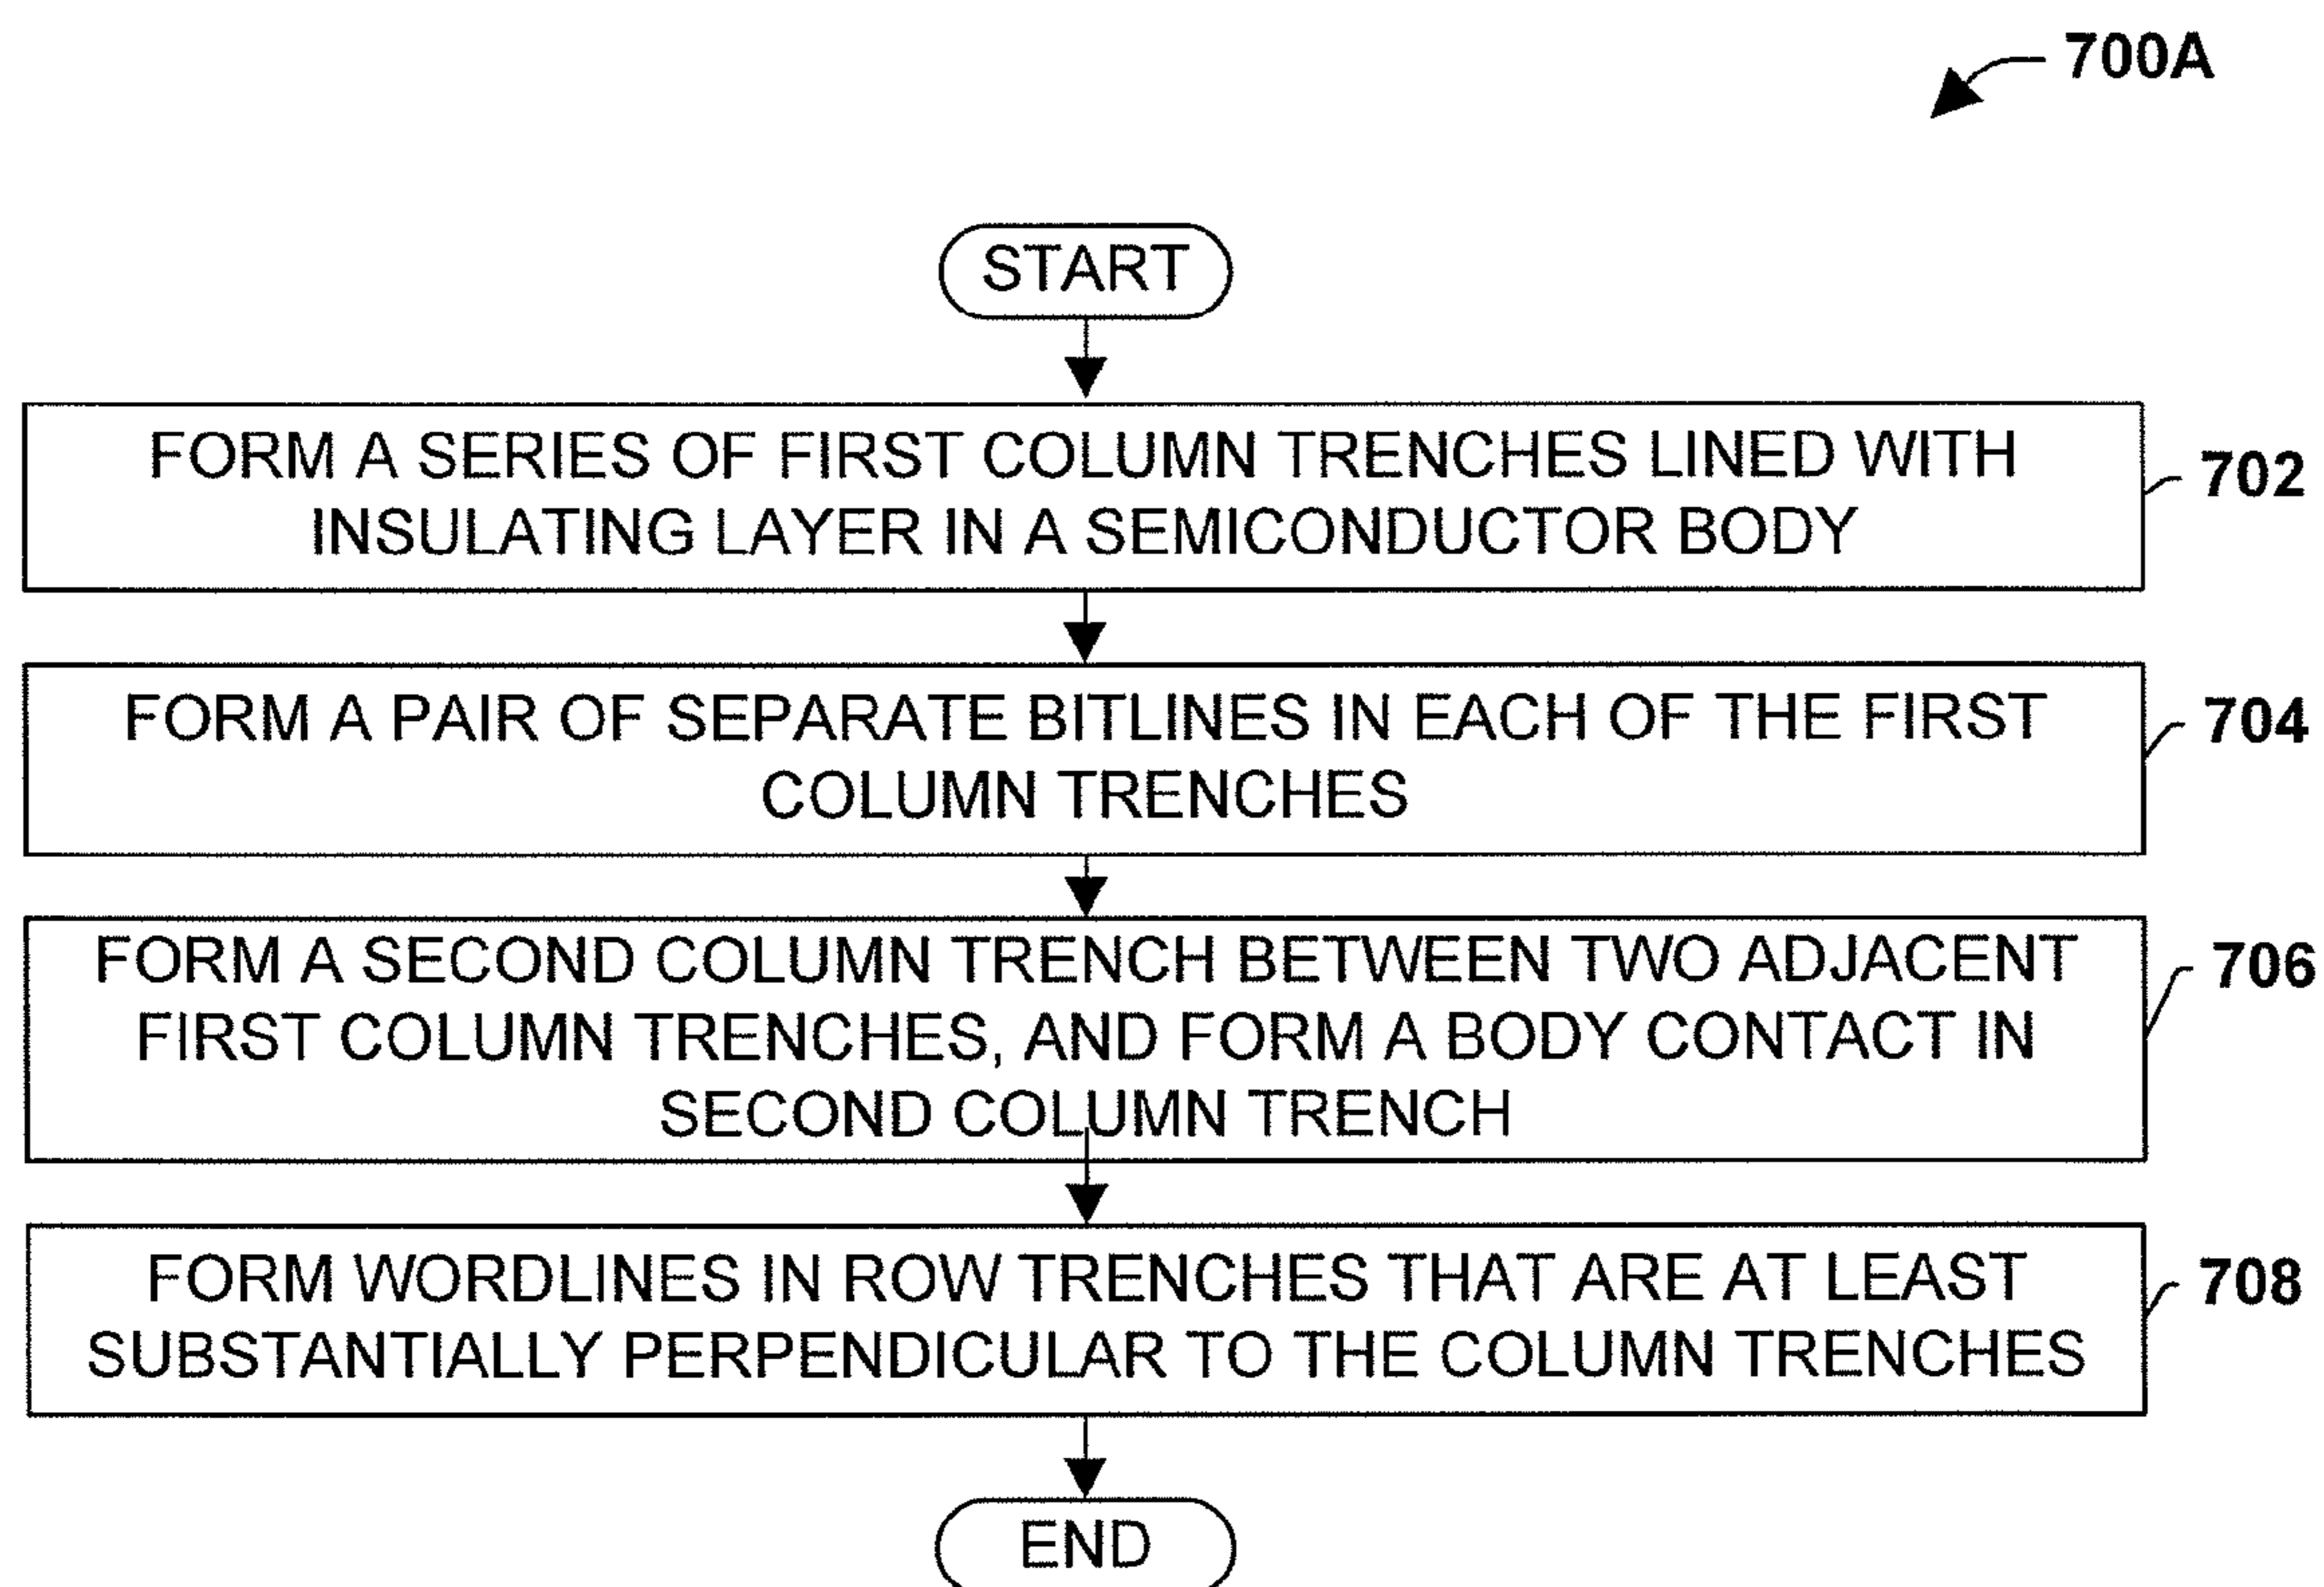 700A
START
FORM A SERIES OF FIRST COLUMN TRENCHES LINED WITH
INSULATING LAYER IN A SEMICONDUCTOR BODY
702
FORM A PAIR OF SEPARATE BITLINES IN EACH OF THE FIRST
COLUMN TRENCHES
704
FORM A SECOND COLUMN TRENCH BETWEEN TWO ADJACENT
FIRST COLUMN TRENCHES, AND FORM A BODY CONTACT IN
SECOND COLUMN TRENCH
706
FORM WORDLINES IN ROW TRENCHES THAT ARE AT LEAST
SUBSTANTIALLY PERPENDICULAR TO THE COLUMN TRENCHES
708
END